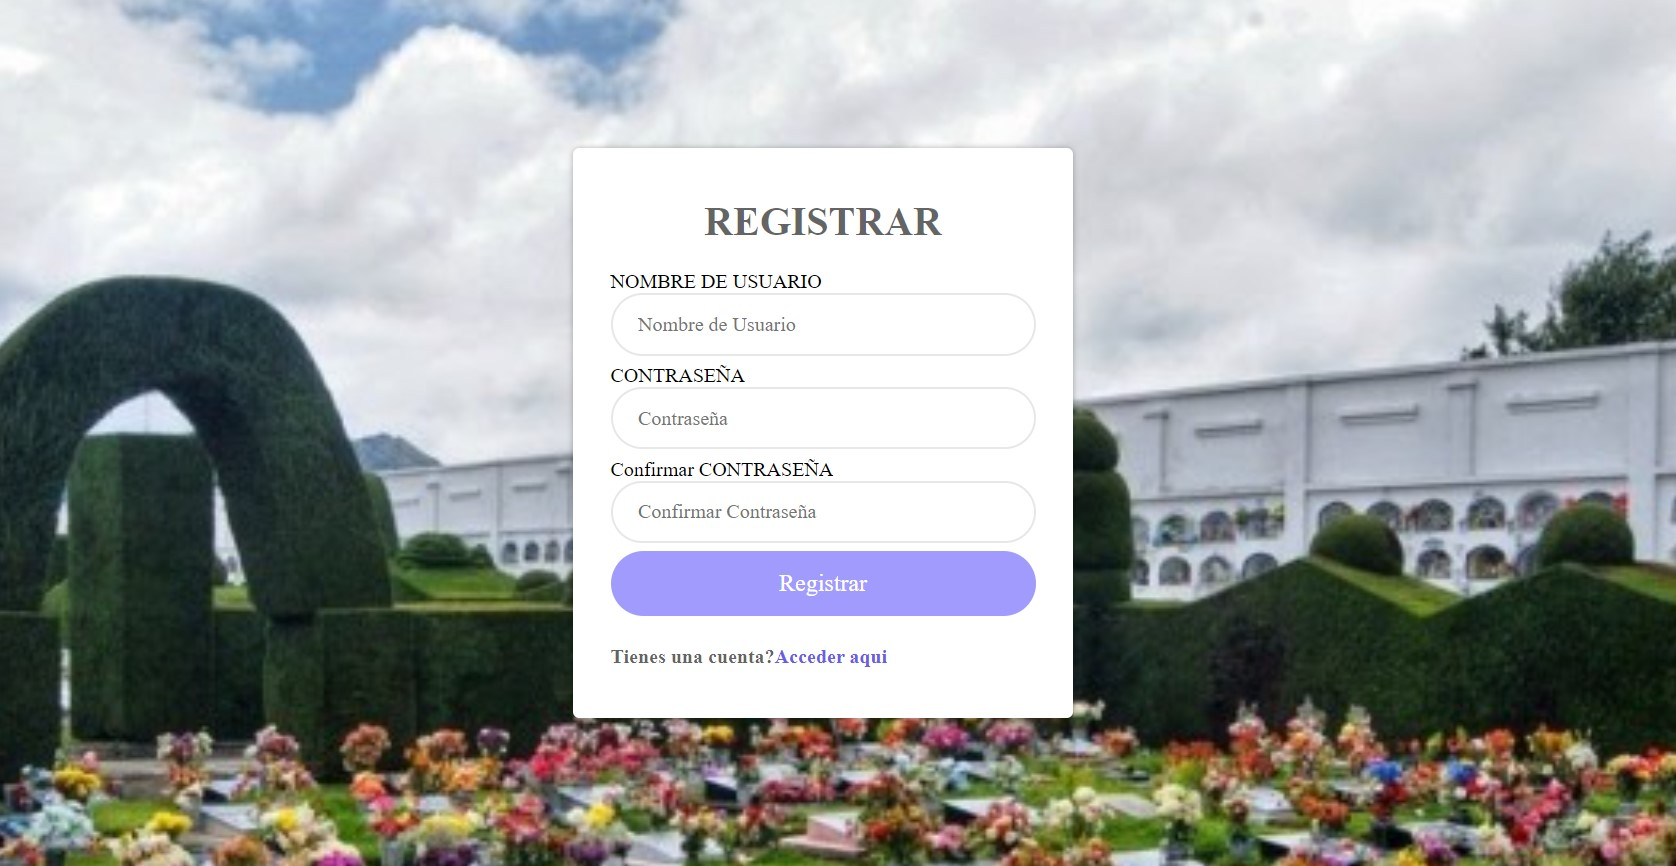 REGISTRAR
NOMBRE DE USUARIO
Nombre de Usuario
CONTRASEÑA
Contraseña
Confirmar CONTRASEÑA
Confirmar Contraseña
Registrar
Tienes una cuenta?Acceder aqui